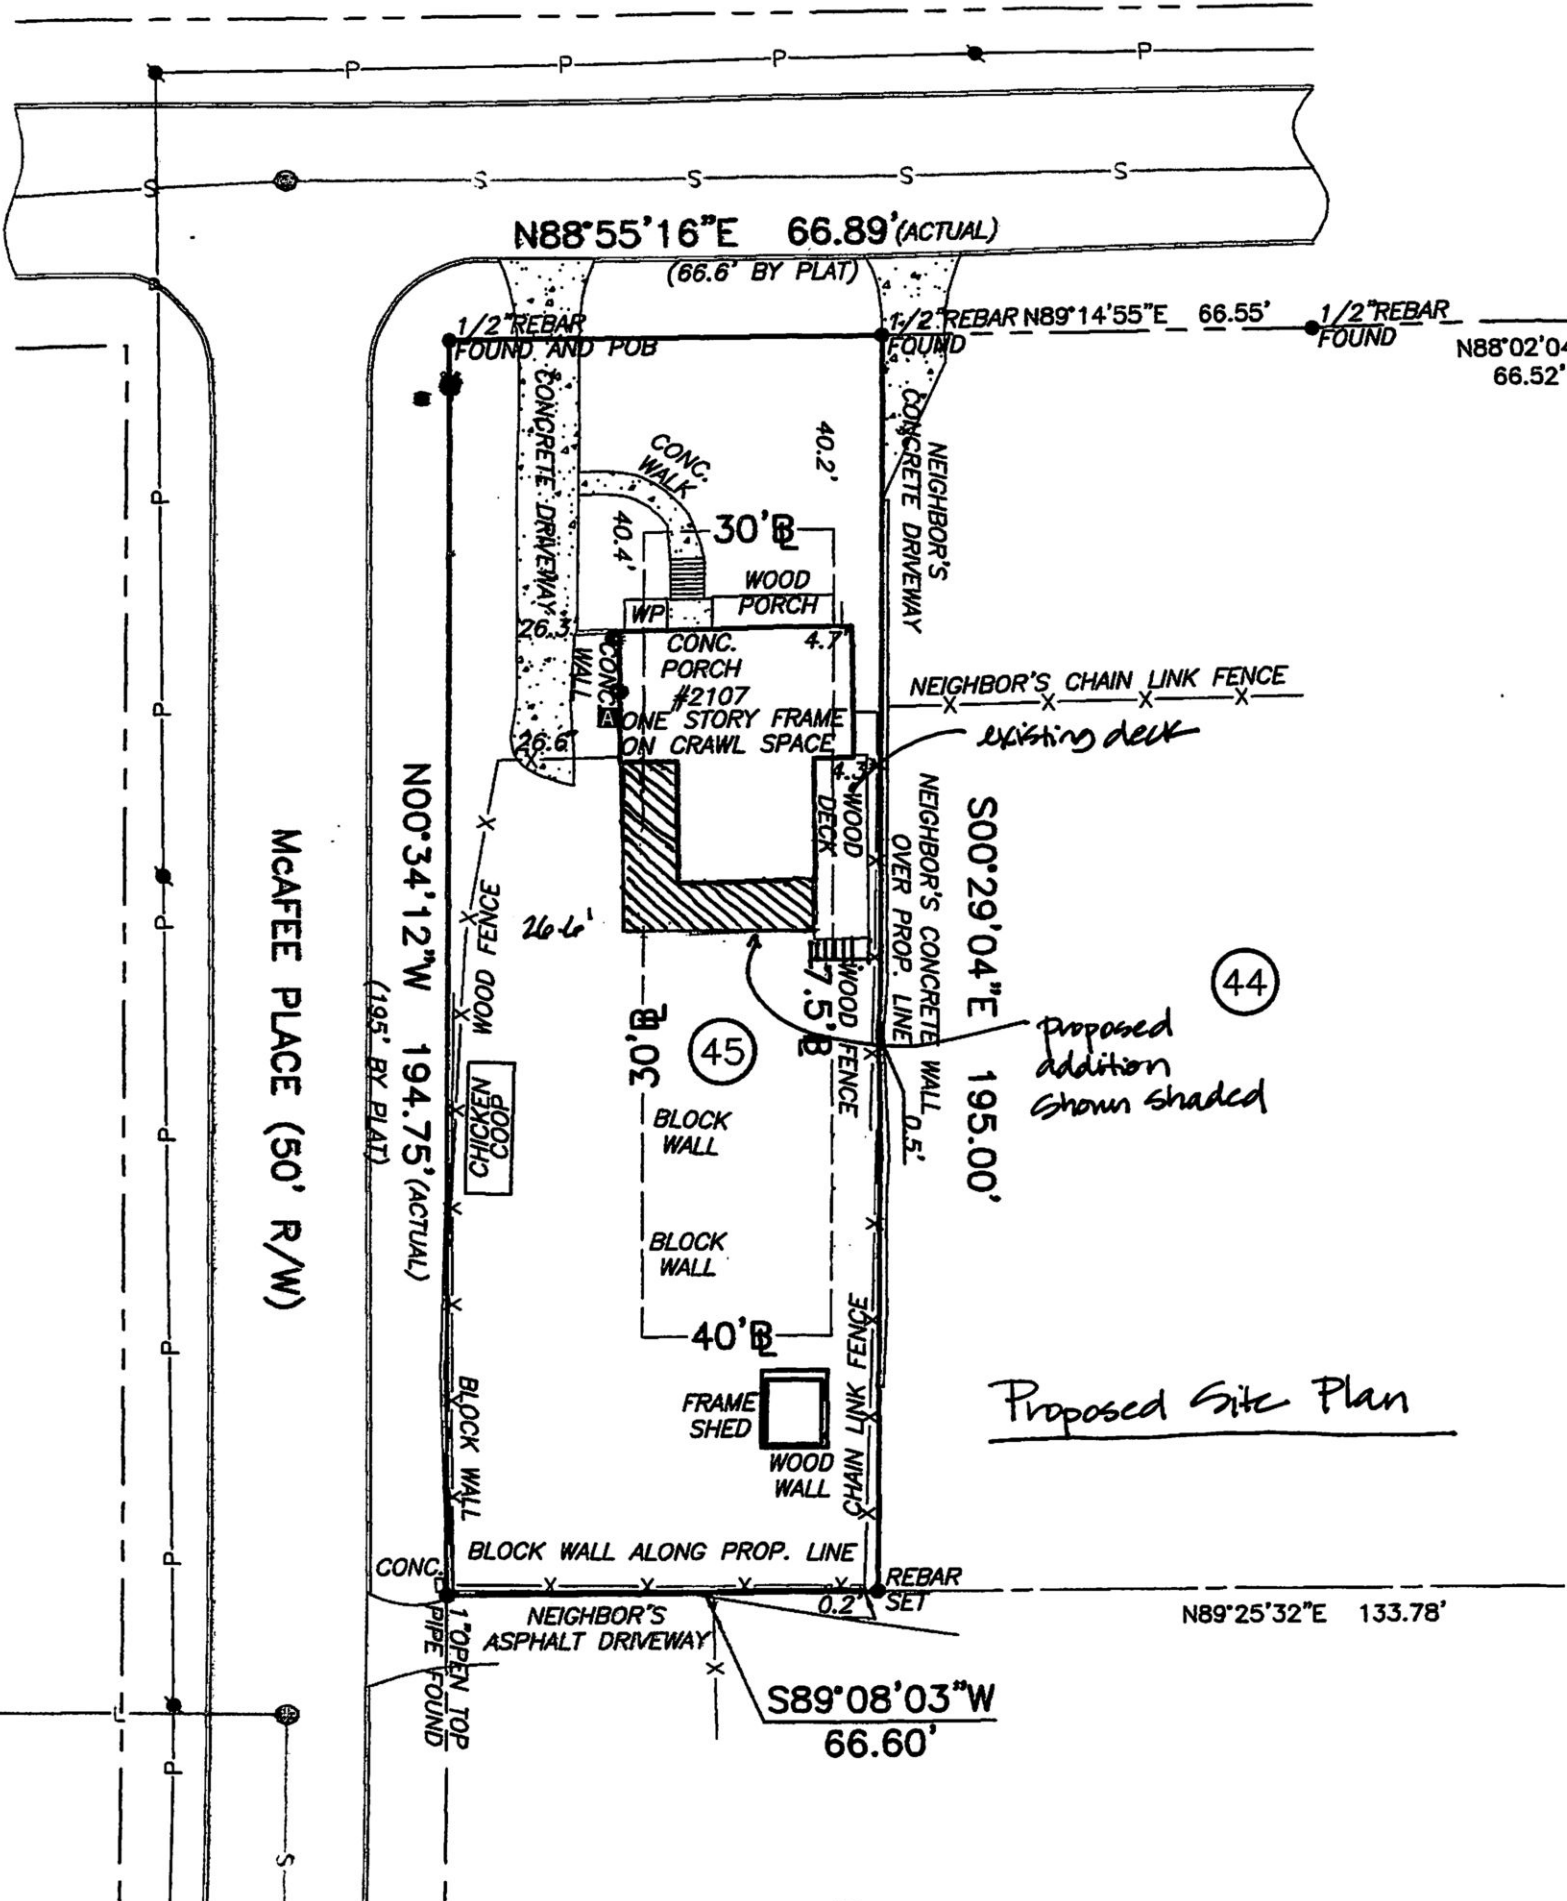 P P P P
S S S S S
N88°55'16"E 66.89'(ACTUAL)
(66.6' BY PLAT)
1/2"REBAR
FOUND AND POB
1/2"REBAR
FOUND
N89°14'55"E 66.55'
1/2"REBAR
FOUND
N88°02'04
66.52'
CONCRETE DRIVEWAY
CONC.
WALK
40.2'
40.4'
NEIGHBOR'S
CONCRETE DRIVEWAY
30'BL
WOOD
PORCH
WP
26.3'
CONC.
PORCH
4.7'
CONC
WALL
A
#2107
ONE STORY FRAME
ON CRAWL SPACE
26.6'
NEIGHBOR'S CHAIN LINK FENCE
existing deck
4.3'
WOOD
DECK
NEIGHBOR'S CONCRETE WALL
OVER PROP. LINE
S00°29'04"E 195.00'
N00°34'12"W 194.75'(ACTUAL)
(195' BY PLAT)
McAFEE PLACE (50' R/W)
WOOD FENCE
26.6'
44
45
30'BL
7.5'BL
WOOD FENCE
0.5'
proposed
addition
shown shaded
CHICKEN
COOP
BLOCK
WALL
BLOCK
WALL
40'BL
CHAIN LINK FENCE
FRAME
SHED
WOOD
WALL
Proposed Site Plan
BLOCK WALL
BLOCK WALL ALONG PROP. LINE
CONC.
REBAR
SET
0.2'
N89°25'32"E 133.78'
NEIGHBOR'S
ASPHALT DRIVEWAY
1"OPEN TOP
PIPE FOUND
S89°08'03"W
66.60'
P P P P P P P P
S